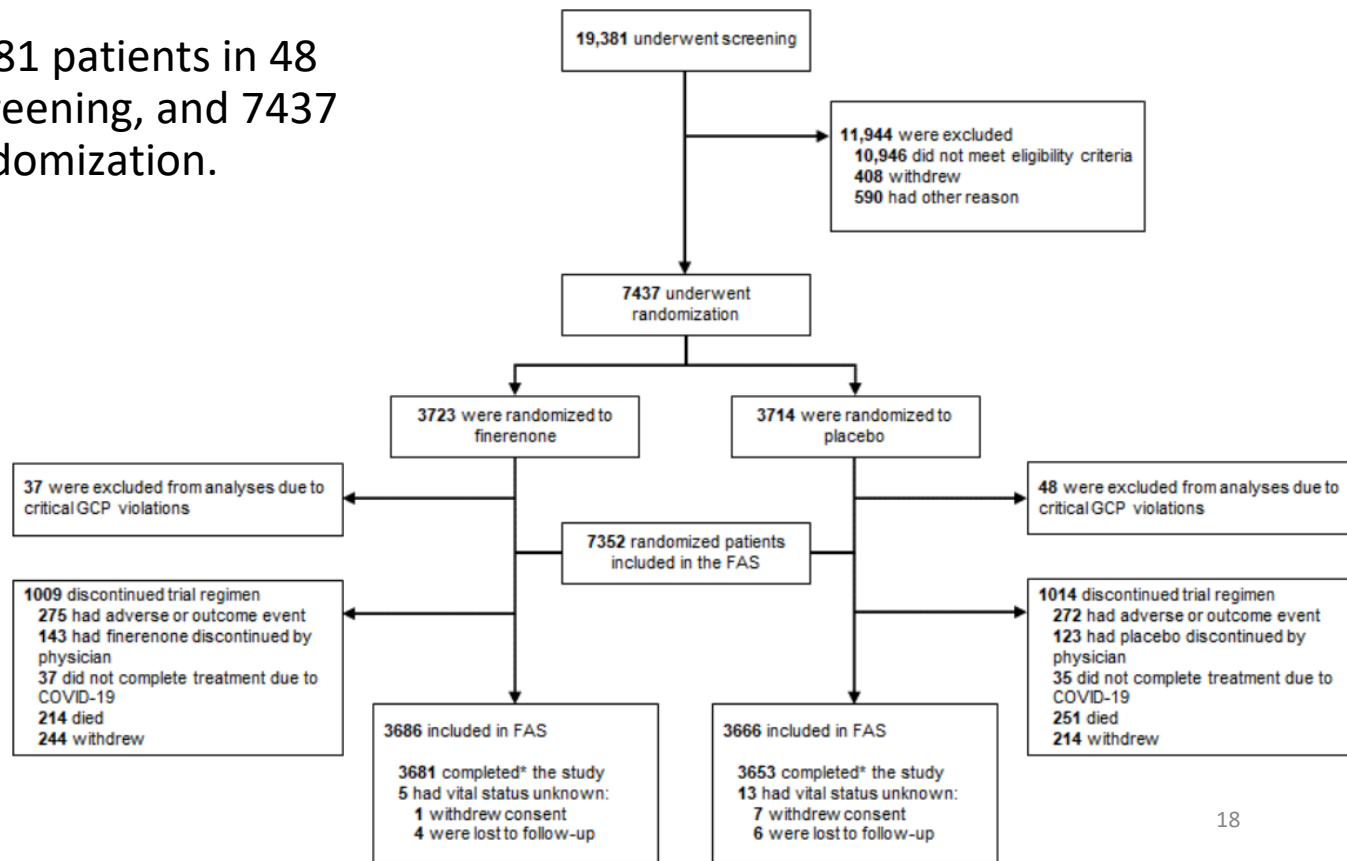 81 patients in 48
reening, and 7437
domization.
19,381 underwent screening
11,944 were excluded
10,946 did not meet eligibility criteria
408 withdrew
590 had other reason
7437 underwent
randomization
3723 were randomized to
finerenone
3714 were randomized to
placebo
37 were excluded from analyses due to
critical GCP violations
48 were excluded from analyses due to
critical GCP violations
7352 randomized patients
included in the FAS
1009 discontinued trial regimen
275 had adverse or outcome event
143 had finerenone discontinued by
physician
37 did not complete treatment due to
COVID-19
214 died
244 withdrew
1014 discontinued trial regimen
272 had adverse or outcome event
123 had placebo discontinued by
physician
35 did not complete treatment due to
COVID-19
251 died
214 withdrew
3686 included in FAS
3681 completed* the study
5 had vital status unknown:
1 withdrew consent
4 were lost to follow-up
3666 included in FAS
3653 completed* the study
13 had vital status unknown:
7 withdrew consent
6 were lost to follow-up
18